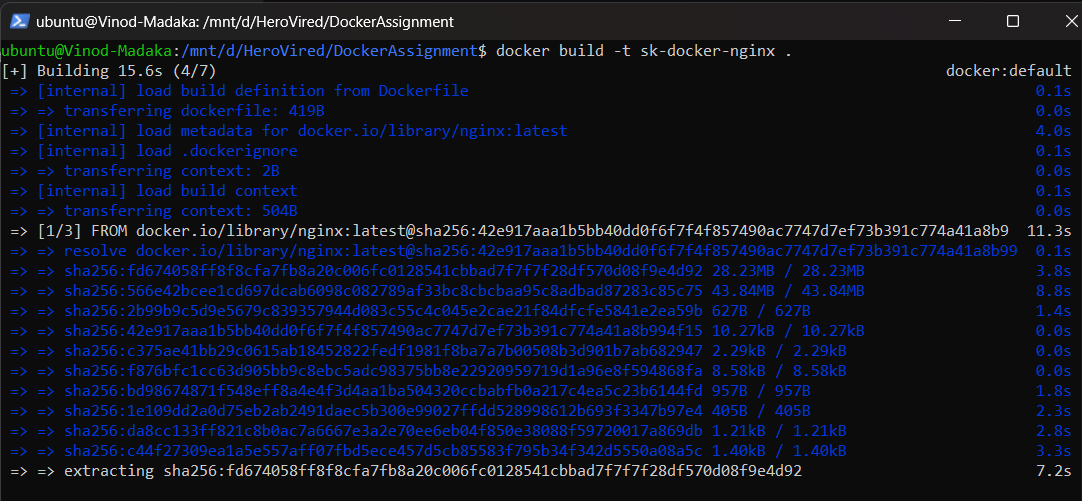 ubuntu@Vinod-Madaka: /mnt/d/HeroVired/DockerAssignment
ubuntu@Vinod-Madaka:/mnt/d/HeroVired/DockerAssignment$ docker build -t sk-docker-nginx .
[+] Building 15.6s (4/7) docker:default
=> [internal] load build definition from Dockerfile 0.1s
=> => transferring dockerfile: 419B 0.0s
=> [internal] load metadata for docker.io/library/nginx:latest 4.0s
=> [internal] load .dockerignore 0.1s
=> => transferring context: 2B 0.0s
=> [internal] load build context 0.1s
=> => transferring context: 504B 0.0s
=> [1/3] FROM docker.io/library/nginx:latest@sha256:42e917aaa1b5bb40dd0f6f7f4f857490ac7747d7ef73b391c774a41a8b9 11.3s
=> => resolve docker.io/library/nginx:latest@sha256:42e917aaa1b5bb40dd0f6f7f4f857490ac7747d7ef73b391c774a41a8b99 0.1s
=> => sha256:fd674058ff8f8cfa7fb8a20c006fc0128541cbbad7f7f7f28df570d08f9e4d92 28.23MB / 28.23MB 3.8s
=> => sha256:566e42bcee1cd697dcab6098c082789af33bc8cbcbaa95c8adbad87283c85c75 43.84MB / 43.84MB 8.8s
=> => sha256:2b99b9c5d9e5679c839357944d083c55c4c045e2cae21f84dfcfe5841e2ea59b 627B / 627B 1.4s
=> => sha256:42e917aaa1b5bb40dd0f6f7f4f857490ac7747d7ef73b391c774a41a8b994f15 10.27kB / 10.27kB 0.0s
=> => sha256:c375ae41bb29c0615ab18452822fedf1981f8ba7a7b00508b3d901b7ab682947 2.29kB / 2.29kB 0.0s
=> => sha256:f876bfc1cc63d905bb9c8ebc5adc98375bb8e22920959719d1a96e8f594868fa 8.58kB / 8.58kB 0.0s
=> => sha256:bd98674871f548eff8a4e4f3d4aa1ba504320ccbabfb0a217c4ea5c23b6144fd 957B / 957B 1.8s
=> => sha256:1e109dd2a0d75eb2ab2491daec5b300e99027ffdd528998612b693f3347b97e4 405B / 405B 2.3s
=> => sha256:da8cc133ff821c8b0ac7a6667e3a2e70ee6eb04f850e38088f59720017a869db 1.21kB / 1.21kB 2.8s
=> => sha256:c44f27309ea1a5e557aff07fbd5ece457d5cb85583f795b34f342d5550a08a5c 1.40kB / 1.40kB 3.3s
=> => extracting sha256:fd674058ff8f8cfa7fb8a20c006fc0128541cbbad7f7f7f28df570d08f9e4d92 7.2s